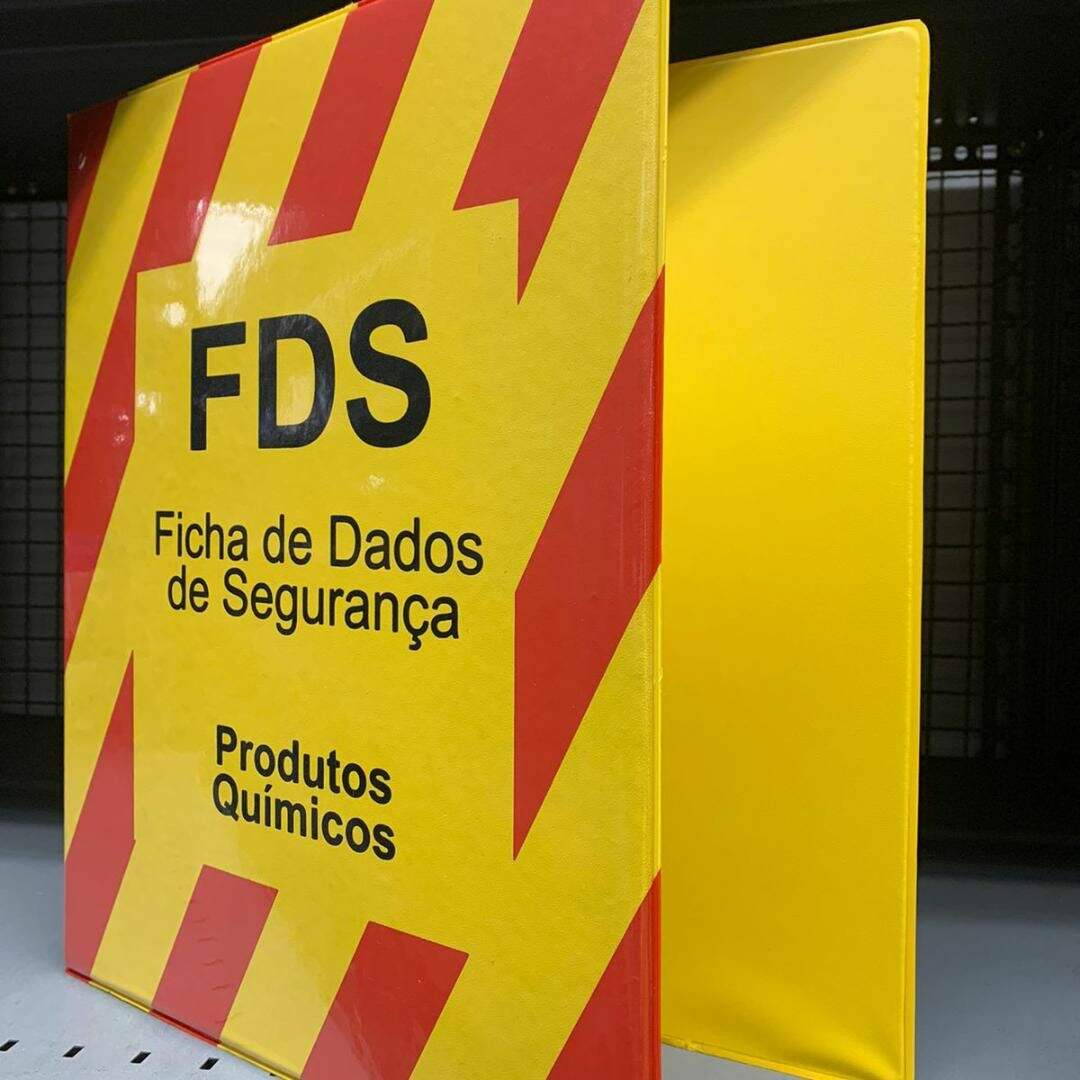 FDS
Ficha de Dados
de Segurança
Produtos
Químicos